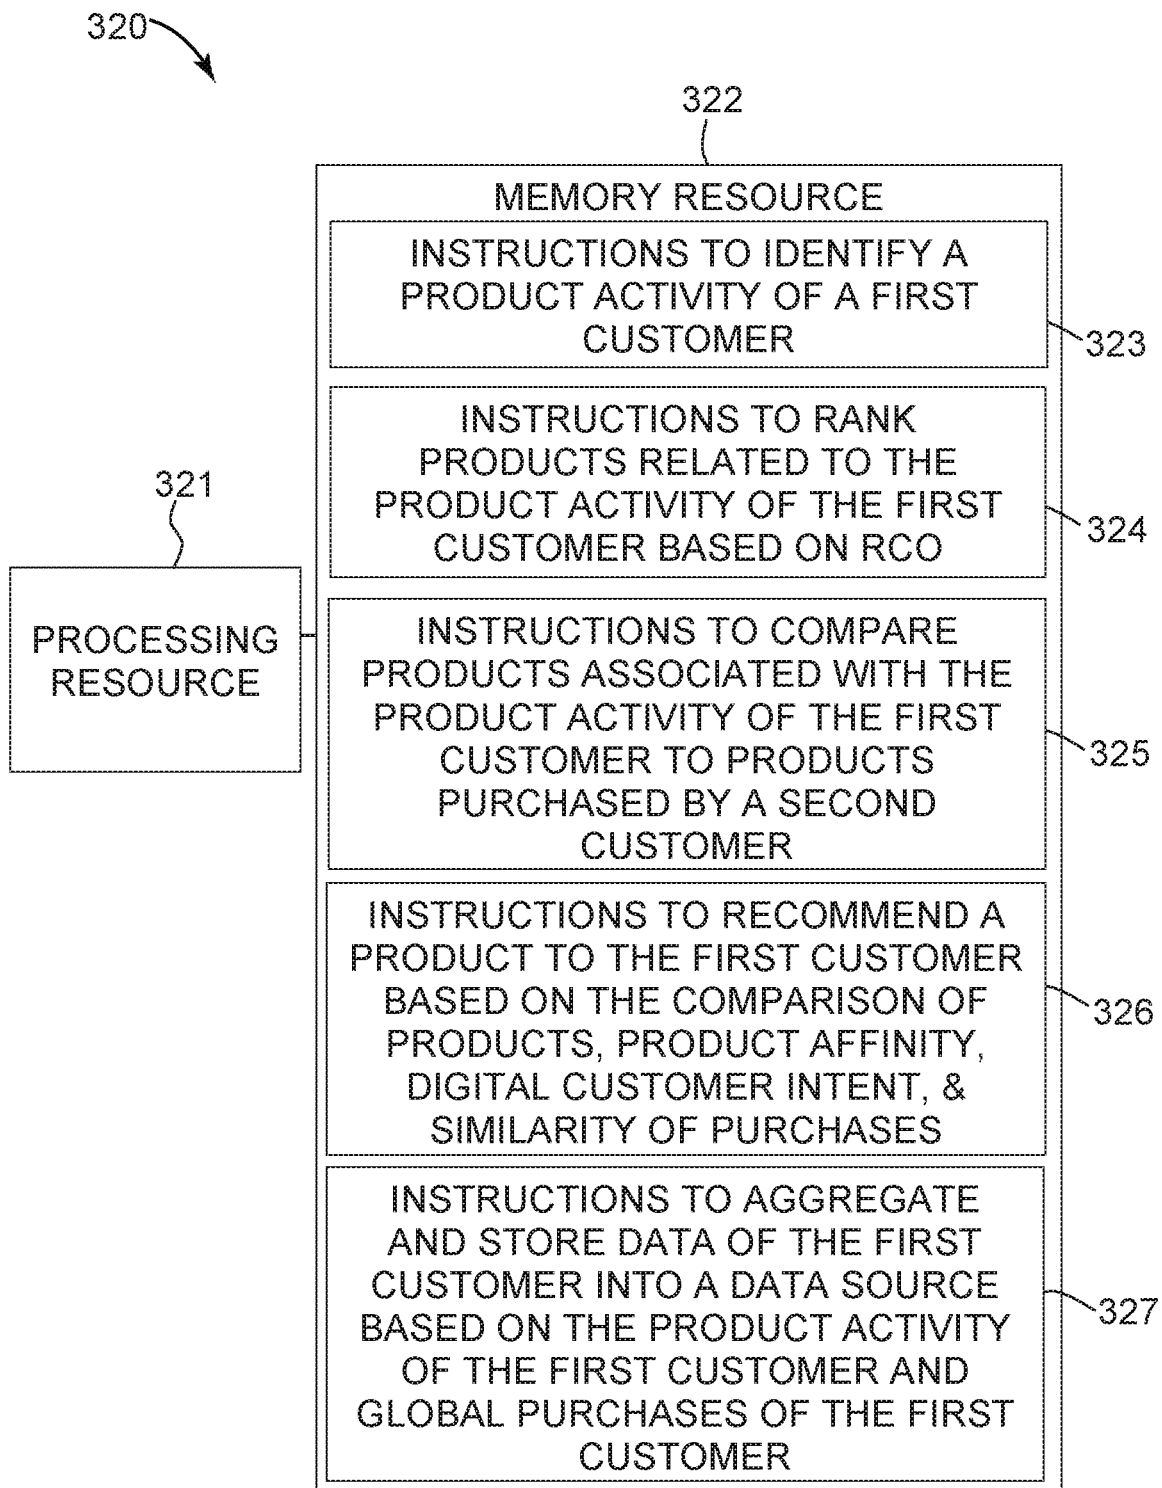 320
322
MEMORY RESOURCE
INSTRUCTIONS TO IDENTIFY A
PRODUCT ACTIVITY OF A FIRST
CUSTOMER
323
INSTRUCTIONS TO RANK
PRODUCTS RELATED TO THE
PRODUCT ACTIVITY OF THE FIRST
CUSTOMER BASED ON RCO
324
321
PROCESSING
RESOURCE
INSTRUCTIONS TO COMPARE
PRODUCTS ASSOCIATED WITH THE
PRODUCT ACTIVITY OF THE FIRST
CUSTOMER TO PRODUCTS
PURCHASED BY A SECOND
CUSTOMER
325
INSTRUCTIONS TO RECOMMEND A
PRODUCT TO THE FIRST CUSTOMER
BASED ON THE COMPARISON OF
PRODUCTS, PRODUCT AFFINITY,
DIGITAL CUSTOMER INTENT, &
SIMILARITY OF PURCHASES
326
INSTRUCTIONS TO AGGREGATE
AND STORE DATA OF THE FIRST
CUSTOMER INTO A DATA SOURCE
BASED ON THE PRODUCT ACTIVITY
OF THE FIRST CUSTOMER AND
GLOBAL PURCHASES OF THE FIRST
CUSTOMER
327